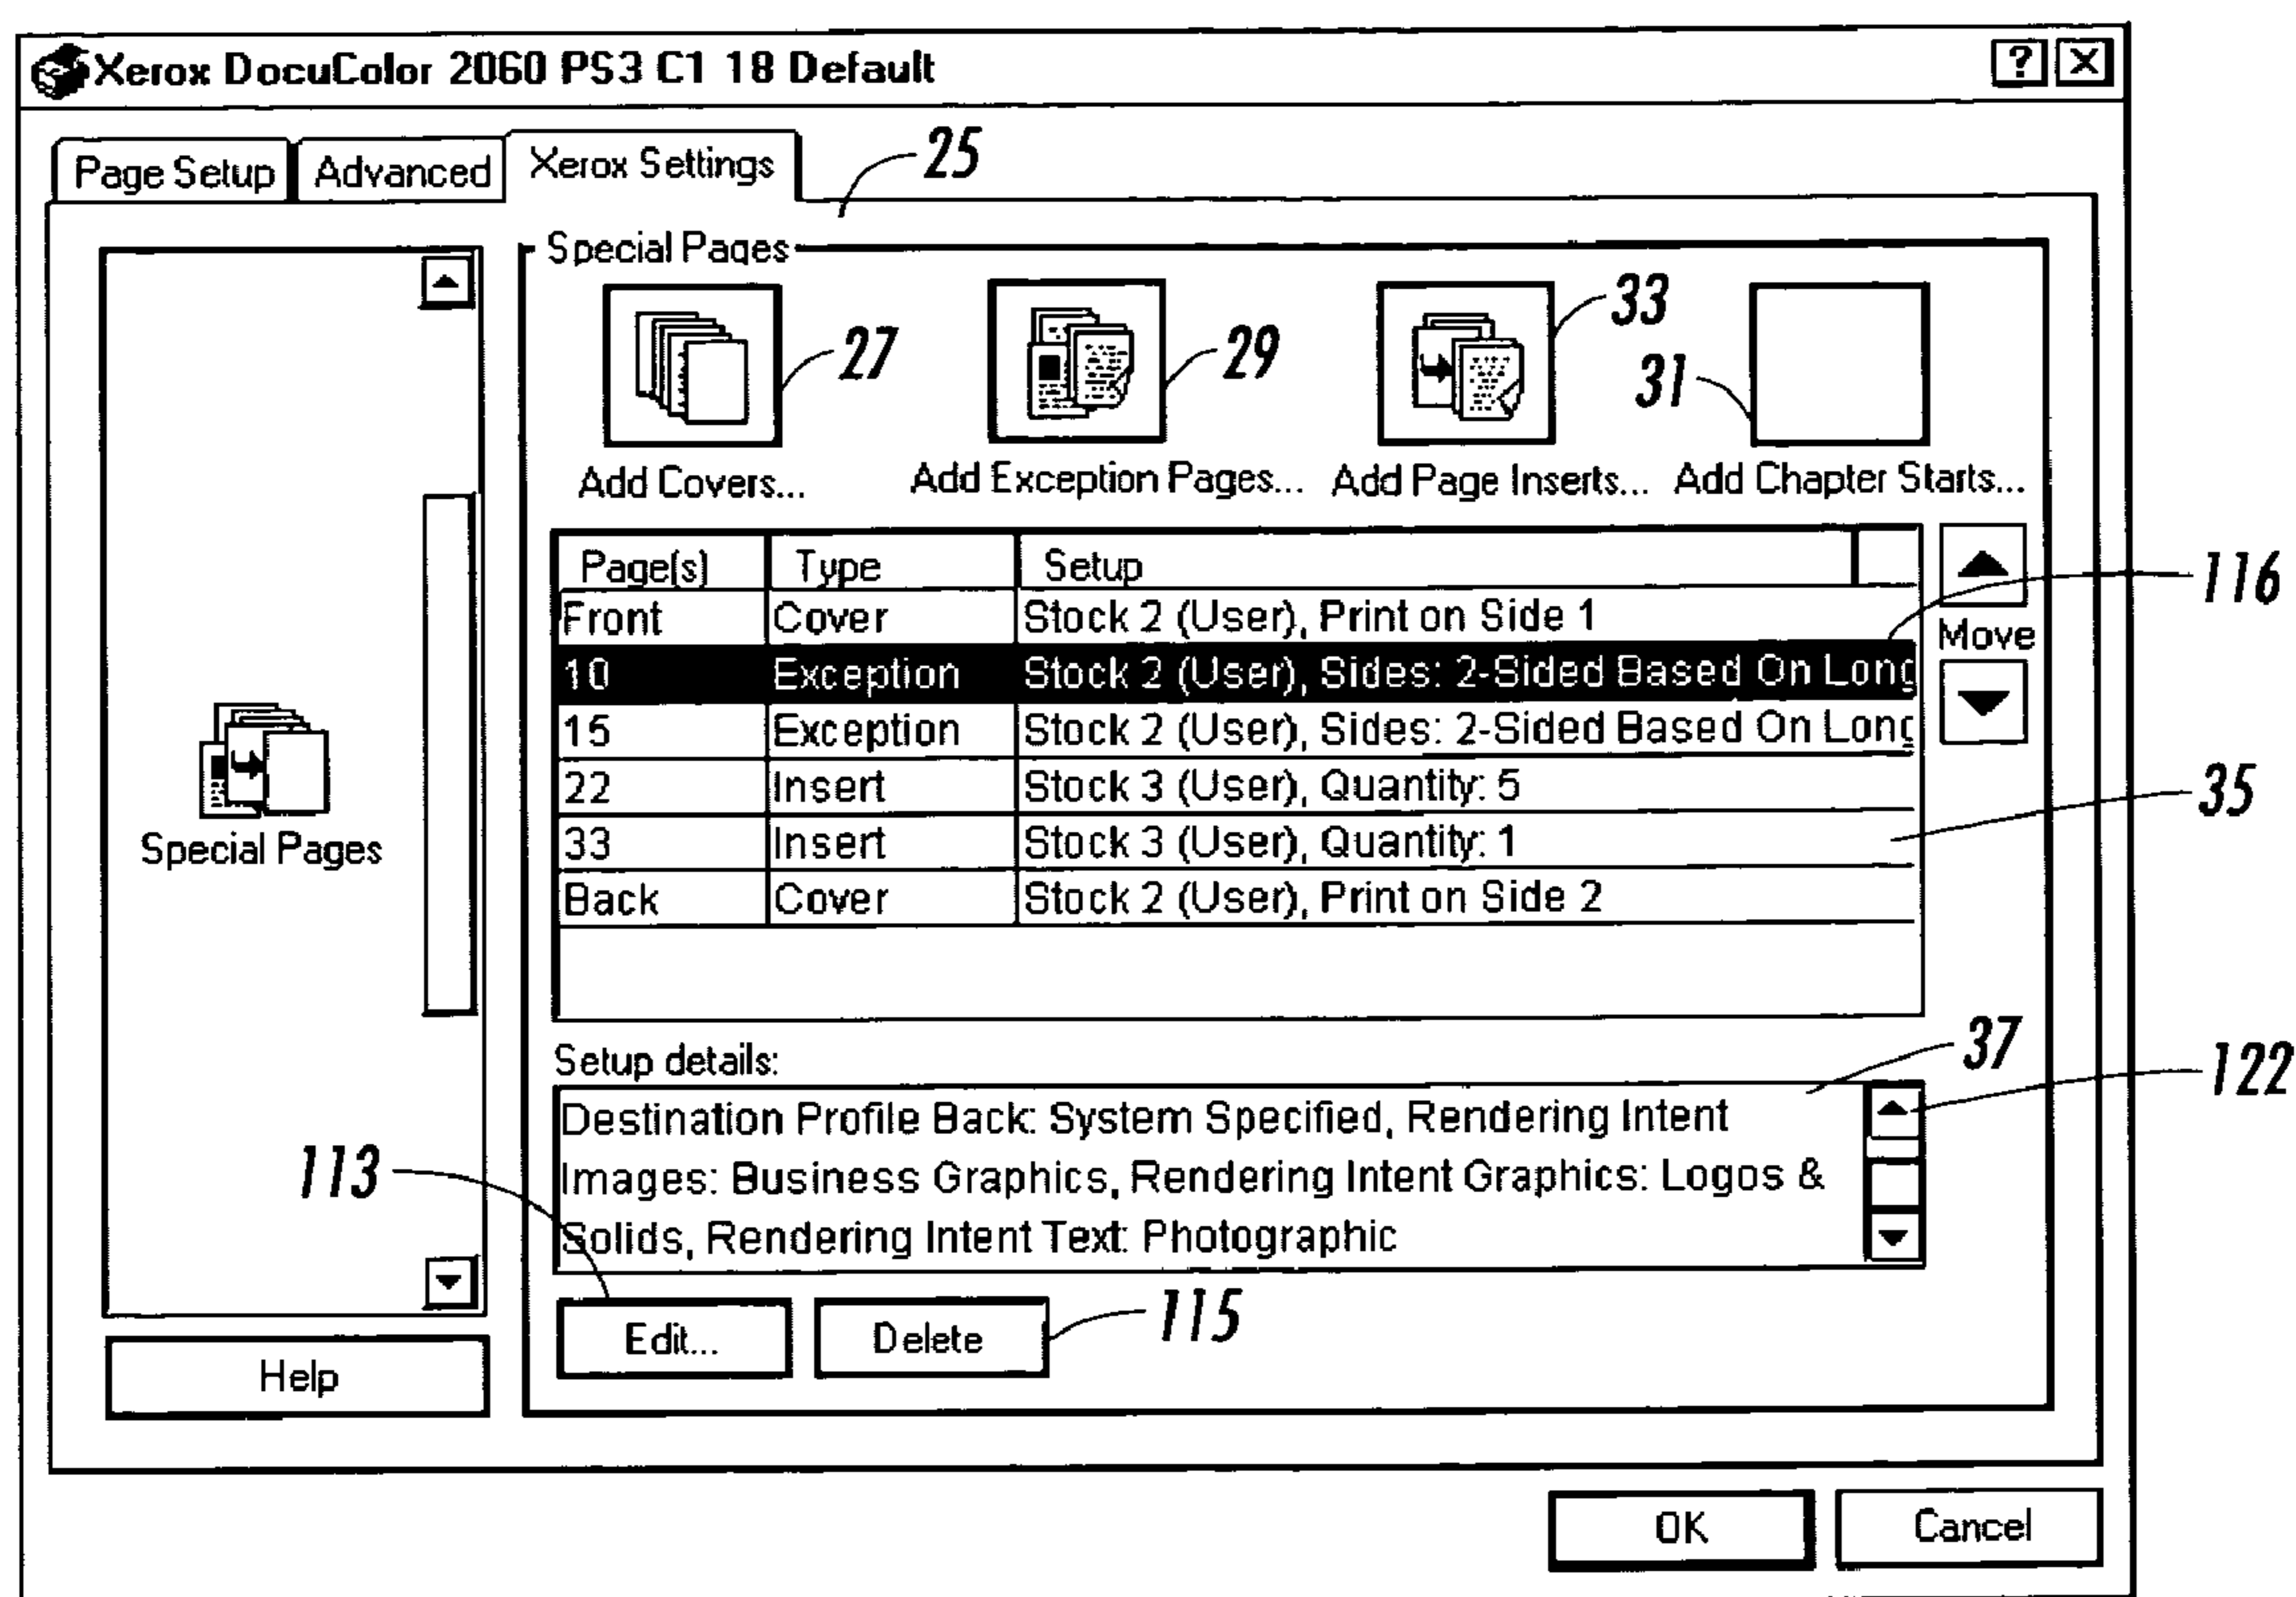 Xerox DocuColor 2060 PS3 C1 18 Default ? X
Page Setup Advanced Xerox Settings
25
Special Pages
27
29
33
31
Add Covers... Add Exception Pages... Add Page Inserts... Add Chapter Starts...
Page(s) Type Setup
Front Cover Stock 2 (User), Print on Side 1
10 Exception Stock 2 (User), Sides: 2-Sided Based On Long
15 Exception Stock 2 (User), Sides: 2-Sided Based On Long
22 Insert Stock 3 (User), Quantity: 5
33 Insert Stock 3 (User), Quantity: 1
Back Cover Stock 2 (User), Print on Side 2
Move
116
35
Special Pages
Setup details:
37
122
Destination Profile Back: System Specified, Rendering Intent
Images: Business Graphics, Rendering Intent Graphics: Logos &
Solids, Rendering Intent Text: Photographic
113
Edit... Delete
115
Help
OK Cancel